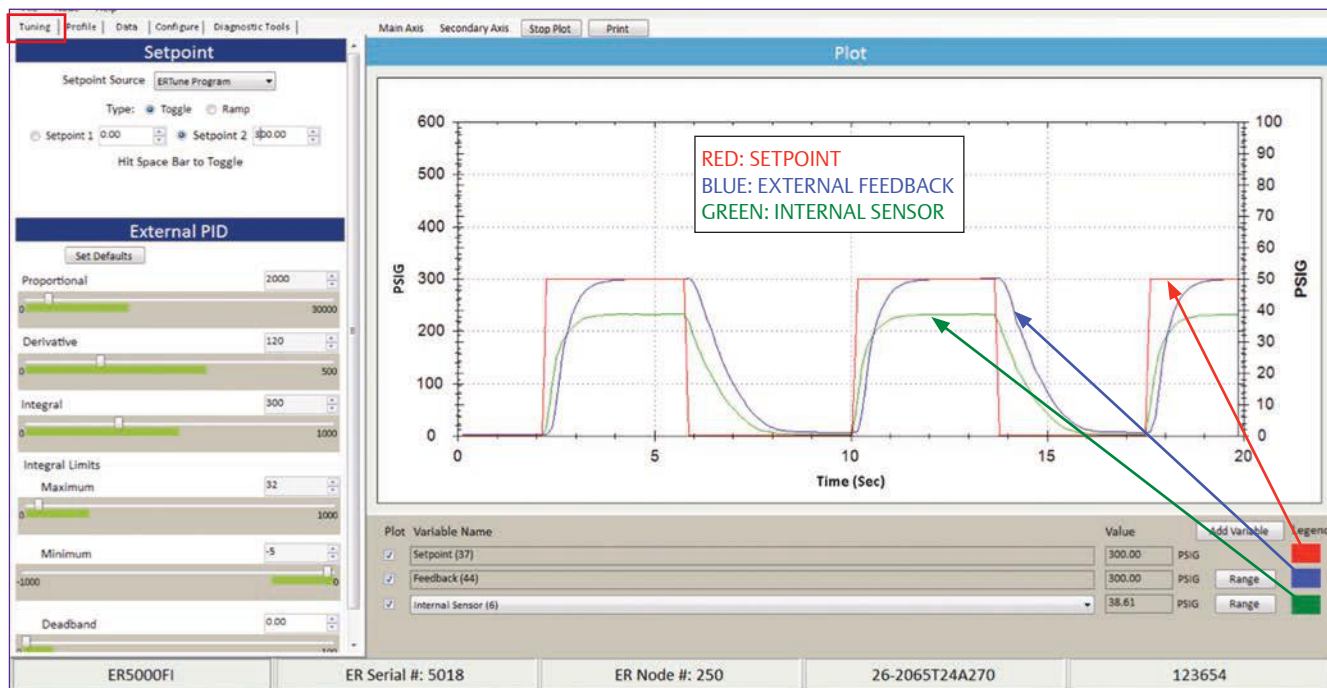 Tuning Profile Data Configure Diagnostic Tools Main Axis Secondary Axis Stop Plot Print
Setpoint
Setpoint Source ERTune Program
Type: Toggle Ramp
Setpoint 1 0.00 Setpoint 2 300.00
Hit Space Bar to Toggle
External PID
Set Defaults
Proportional 2000
0 30000
Derivative 120
0 500
Integral 300
0 1000
Integral Limits
Maximum 32
0 1000
Minimum -5
-1000 0
Deadband 0.00
0 100
Plot
RED: SETPOINT
BLUE: EXTERNAL FEEDBACK
GREEN: INTERNAL SENSOR
PSIG
600
500
400
300
200
100
0
0 5 10 15 20
Time (Sec)
100
90
80
70
60
50
40
30
20
10
0
PSIG
Plot Variable Name Value Add Variable Legend
Setpoint (37) 300.00 PSIG
Feedback (44) 300.00 PSIG Range
Internal Sensor (6) 38.61 PSIG Range
ER5000FI ER Serial #: 5018 ER Node #: 250 26-2065T24A270 123654